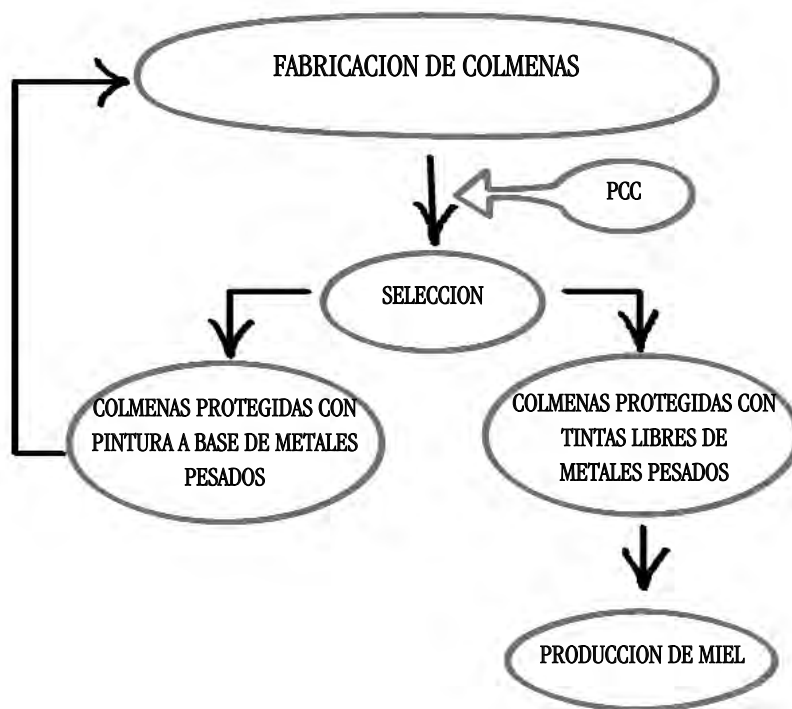 FABRICACION DE COLMENAS
PCC
SELECCION
COLMENAS PROTEGIDAS CON
PINTURA A BASE DE METALES
PESADOS
COLMENAS PROTEGIDAS CON
TINTAS LIBRES DE
METALES PESADOS
PRODUCCION DE MIEL